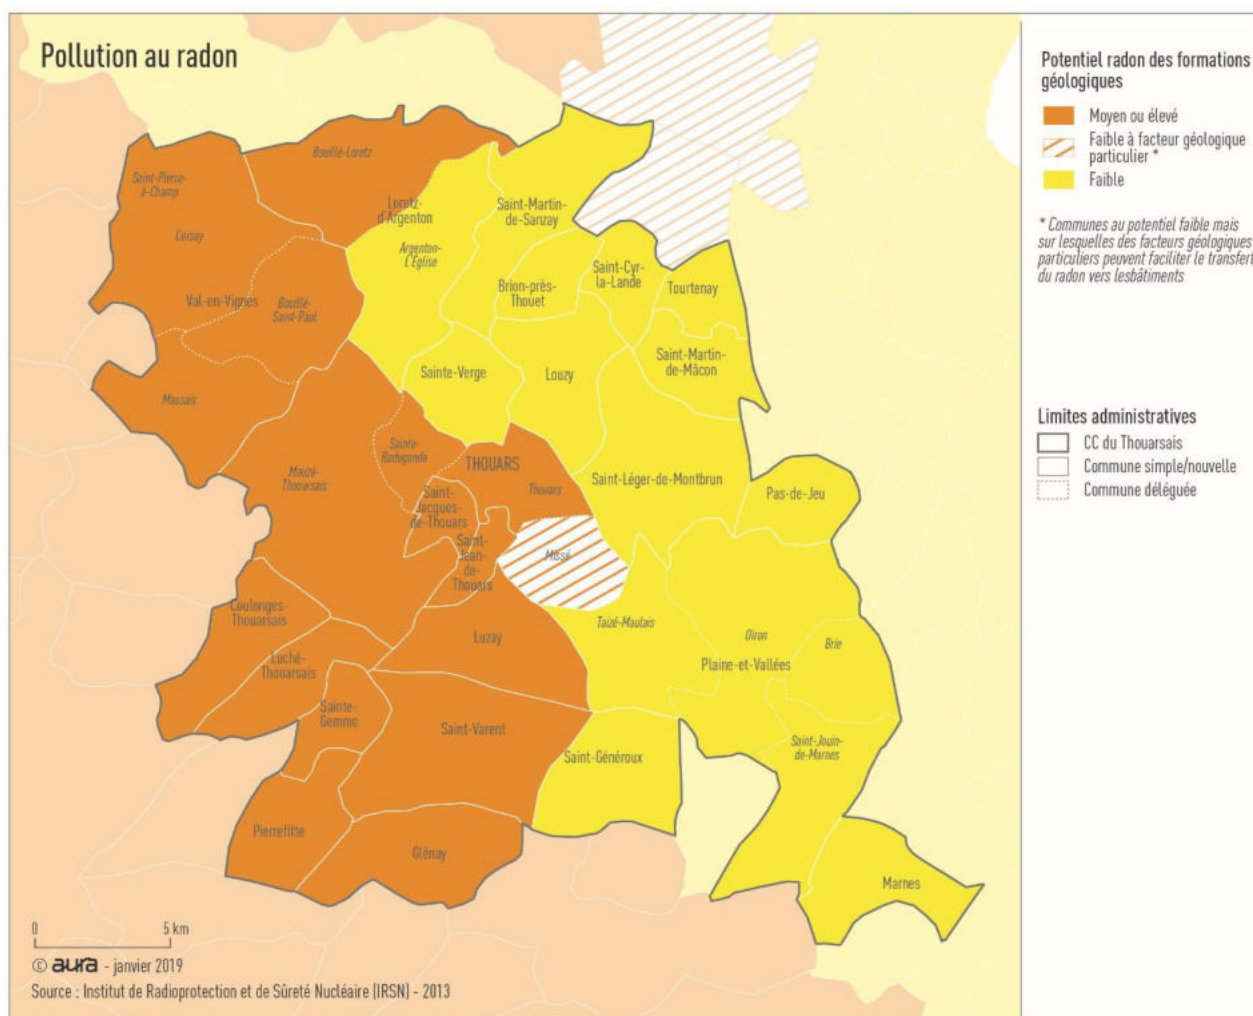 Pollution au radon
Bouillé-Loretz
Saint-Pierre-
à-Champ
Cersay
Loretz-
d'Argenton
Argenton-
L'Église
Saint-Martin-
de-Sanzay
Saint-Cyr-
la-Lande
Brion-près-
Thouet
Tourtenay
Val-en-Vignes
Bouillé-
Saint-Paul
Saint-Martin-
de-Mâcon
Sainte-Verge
Louzy
Massais
Sainte-
Radegonde
THOUARS
Thouars
Mauzé-
Thouarsais
Saint-Léger-de-Montbrun
Pas-de-Jeu
Saint-
Jacques-
de-Thouars
Saint-
Jean-
de-
Thouars
Missé
Coulonges-
Thouarsais
Luzay
Taizé-Maulais
Oiron
Brie
Plaine-et-Vallées
Luché-
Thouarsais
Sainte-
Gemme
Saint-Varent
Saint-Généroux
Saint-Jouin-
de-Marnes
Pierrefitte
Glénay
Marnes
0 5 km
© aura - janvier 2019
Source : Institut de Radioprotection et de Sûreté Nucléaire (IRSN) - 2013
Potentiel radon des formations
géologiques
Moyen ou élevé
Faible à facteur géologique
particulier *
Faible
* Communes au potentiel faible mais
sur lesquelles des facteurs géologiques
particuliers peuvent faciliter le transfert
du radon vers lesbâtiments
Limites administratives
CC du Thouarsais
Commune simple/nouvelle
Commune déléguée